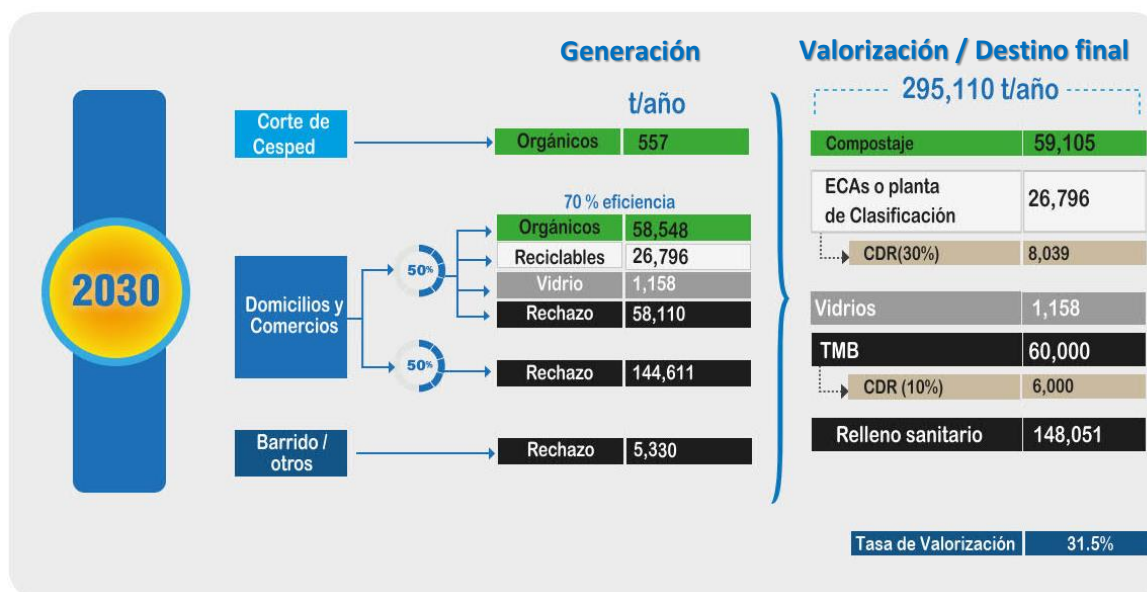 Generación
Valorización / Destino final
295,110 t/año
t/año
Corte de
Cesped
Orgánicos 557
70 % eficiencia
Orgánicos 58,548
Reciclables 26,796
Vidrio 1,158
Rechazo 58,110
2030
Domicilios y
Comercios
50%
50%
Rechazo 144,611
Barrido /
otros
Rechazo 5,330
Compostaje 59,105
ECAs o planta
de Clasificación 26,796
CDR(30%) 8,039
Vidrios 1,158
TMB 60,000
CDR (10%) 6,000
Relleno sanitario 148,051
Tasa de Valorización 31.5%